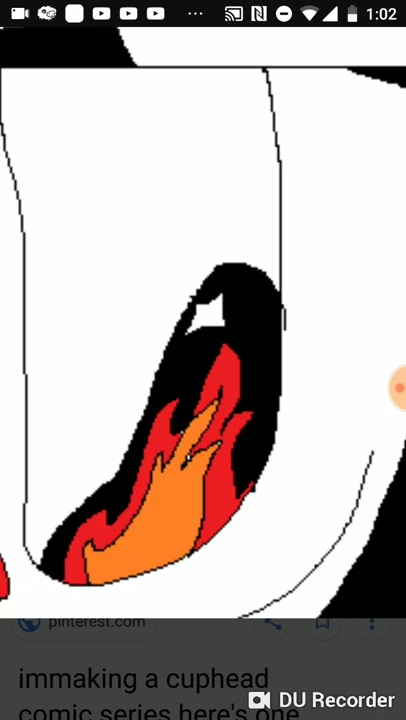 1:02
pinterest.com
immaking a cuphead
comic series here's one
DU Recorder